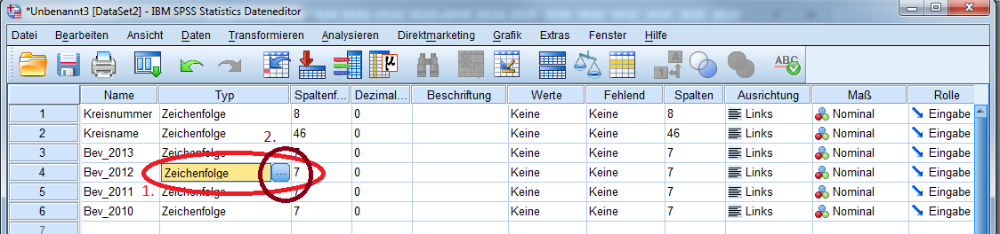 *Unbenannt3 [DataSet2] - IBM SPSS Statistics Dateneditor
Datei Bearbeiten Ansicht Daten Transformieren Analysieren Direktmarketing Grafik Extras Fenster Hilfe
Name Typ Spaltenf... Dezimal... Beschriftung Werte Fehlend Spalten Ausrichtung Maß Rolle
1 Kreisnummer Zeichenfolge 8 0 Keine Keine 8 Links Nominal Eingabe
2 Kreisname Zeichenfolge 46 0 Keine Keine 46 Links Nominal Eingabe
2.
3 Bev_2013 Zeichenfolge 0 Keine Keine 7 Links Nominal Eingabe
4 Bev_2012 Zeichenfolge ... 7 0 Keine Keine 7 Links Nominal Eingabe
5 Bev_2011 1. Zeichenfolge 0 Keine Keine 7 Links Nominal Eingabe
6 Bev_2010 Zeichenfolge 7 0 Keine Keine 7 Links Nominal Eingabe
7